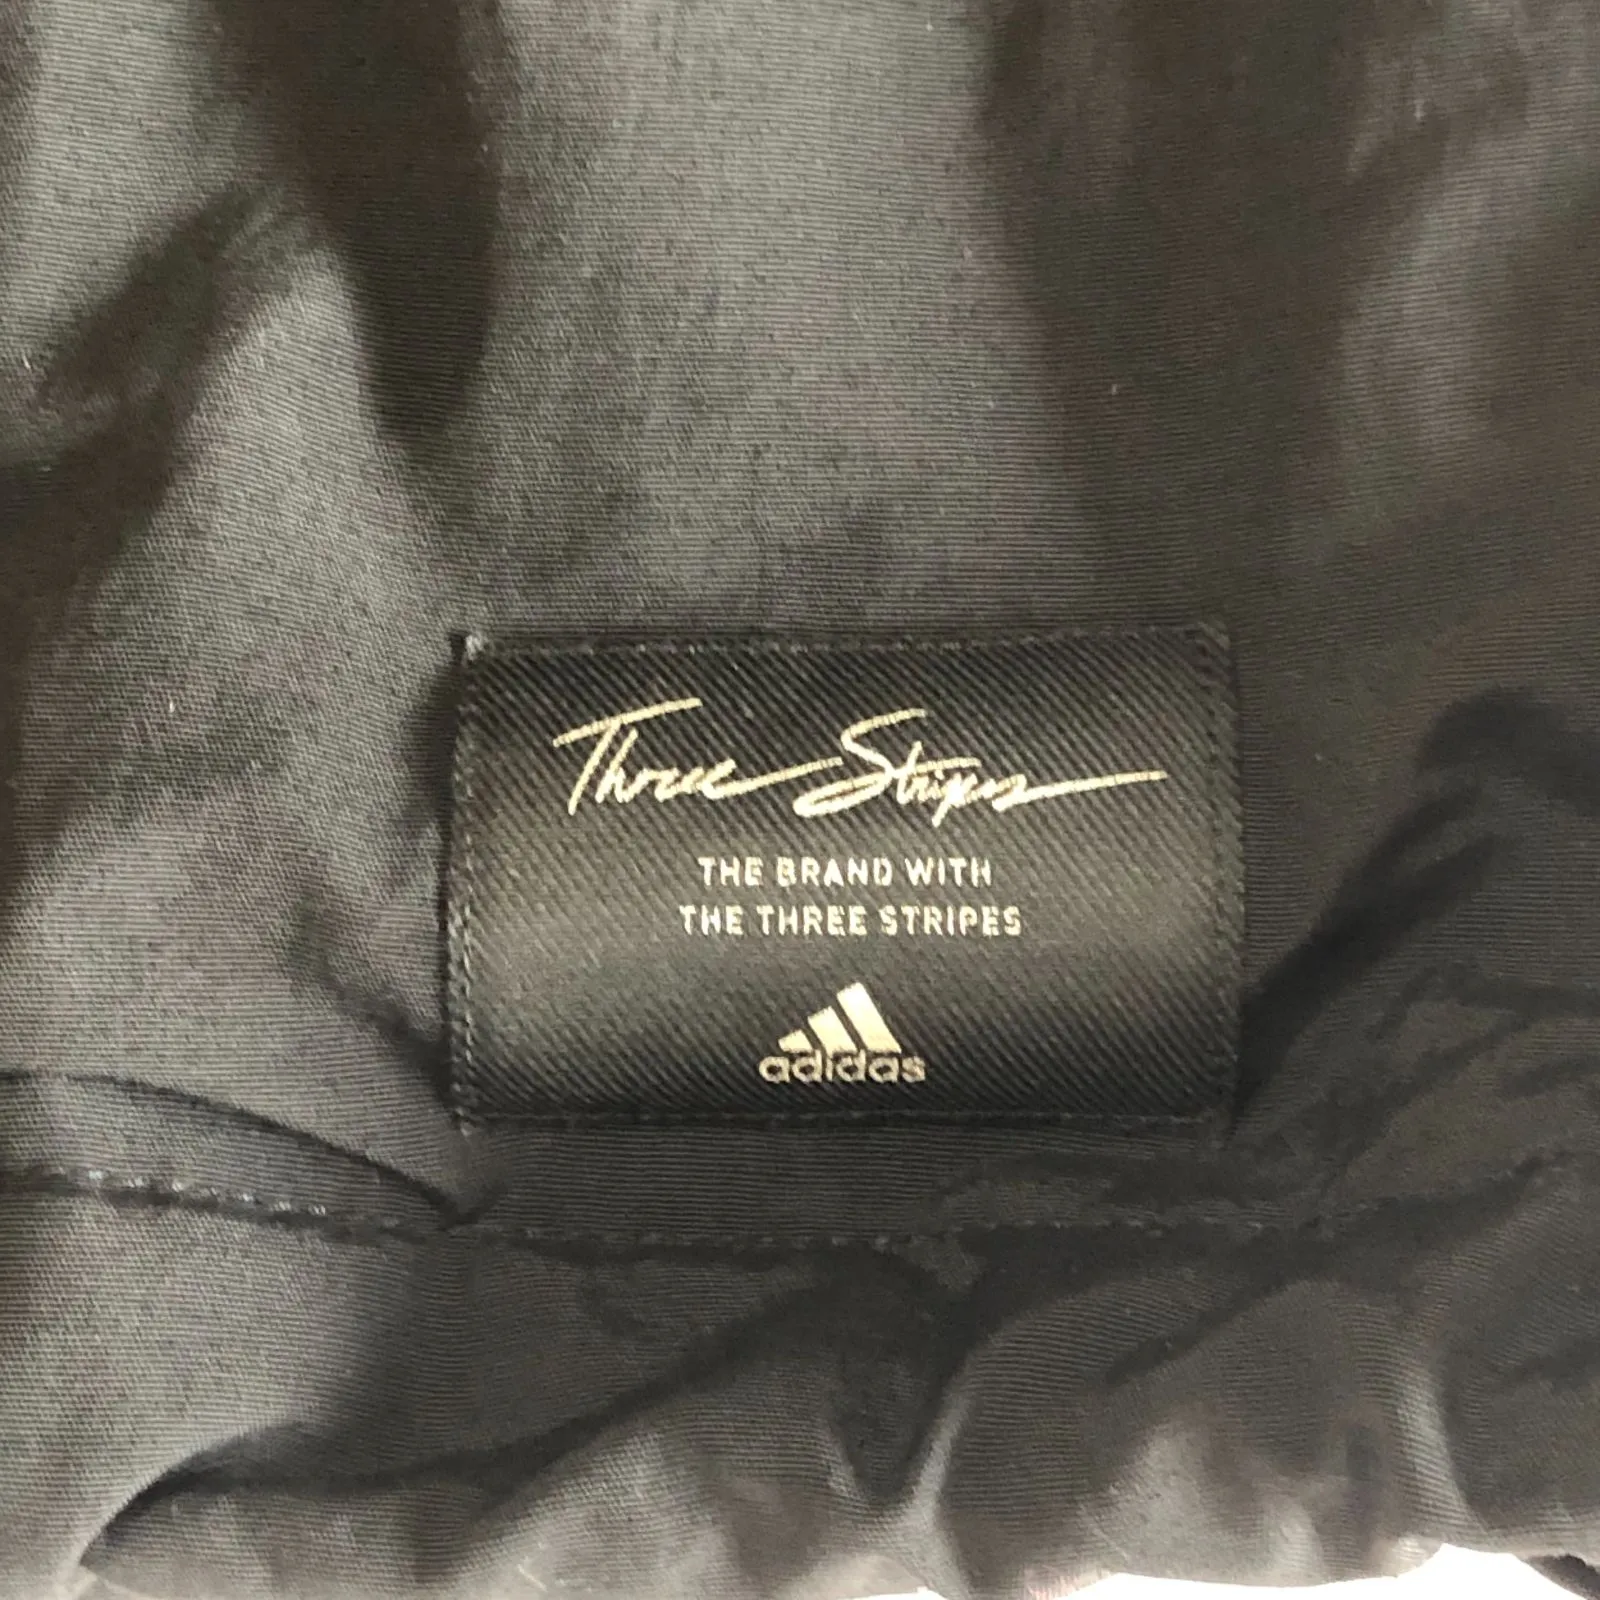 Three Stripes
THE BRAND WITH
THE THREE STRIPES
adidas